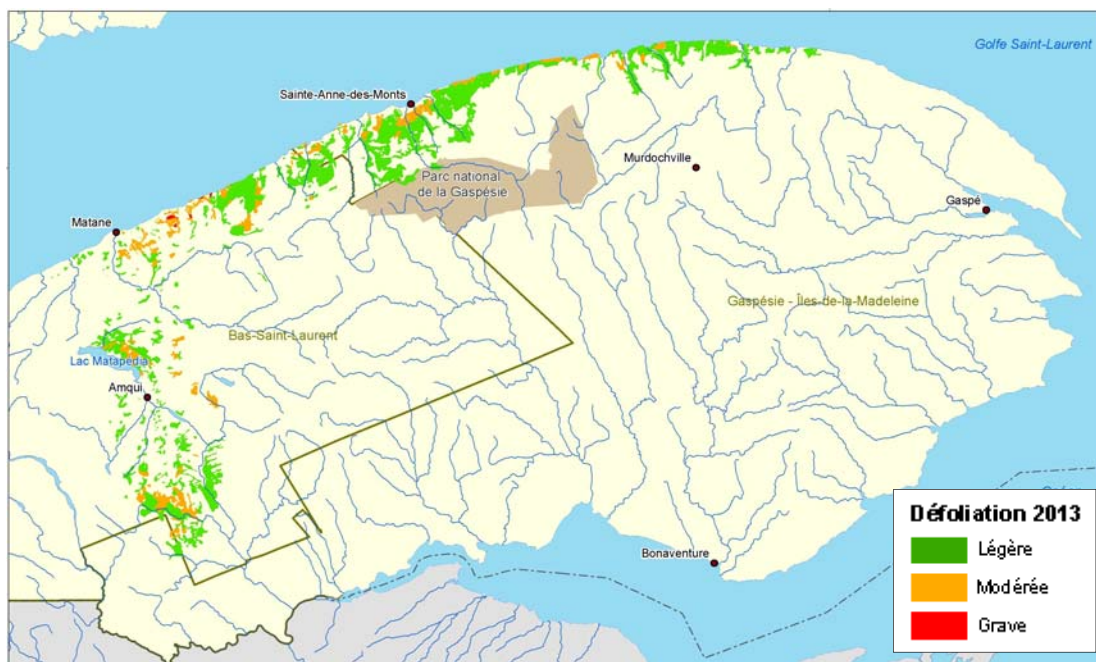 Golfe Saint-Laurent
Sainte-Anne-des-Monts
Murdochville
Parc national
de la Gaspésie
Gaspé
Matane
Gaspésie - Îles-de-la-Madeleine
Bas-Saint-Laurent
Lac Matapédia
Amqui
Bonaventure
Défoliation 2013
Légère
Modérée
Grave